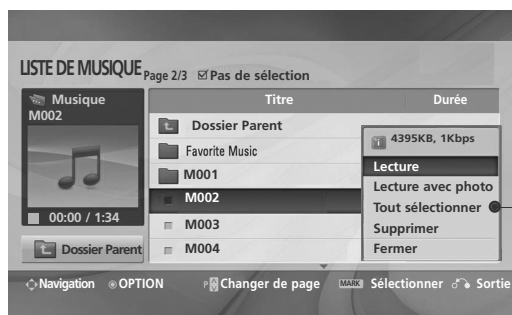 LISTE DE MUSIQUE Page 2/3 Pas de sélection
Musique
M002
00:00 / 1:34
Dossier Parent
Titre Durée
Dossier Parent
Favorite Music
M001
M002
M003
M004
4395KB, 1Kbps
Lecture
Lecture avec photo
Tout sélectionner
Supprimer
Fermer
Navigation OPTION P Changer de page MARK Sélectionner Sortie